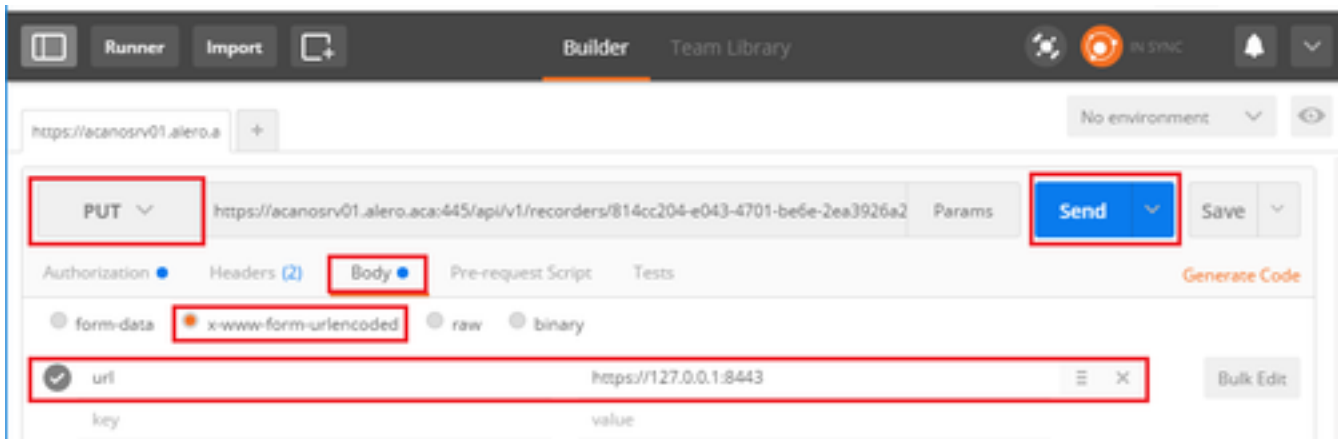 Runner Import Builder Team Library IN SYNC
https://acanosrv01.alero.a + No environment
PUT https://acanosrv01.alero.aca:445/api/v1/recorders/814cc204-e043-4701-be6e-2ea3926a2 Params Send Save
Authorization Headers (2) Body Pre-request Script Tests Generate Code
form-data x-www-form-urlencoded raw binary
url https://127.0.0.1:8443 Bulk Edit
key value